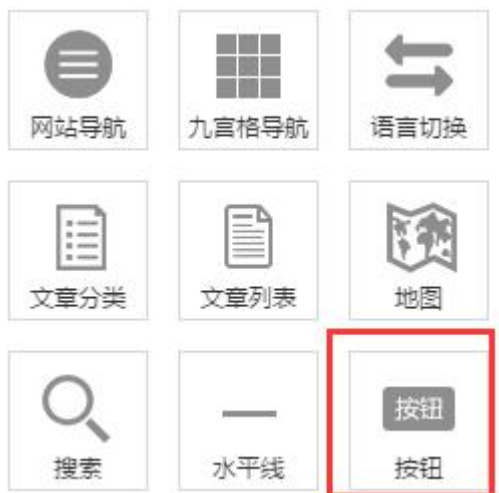 网站导航
九宫格导航
语言切换
文章分类
文章列表
地图
按钮
搜索
水平线
按钮